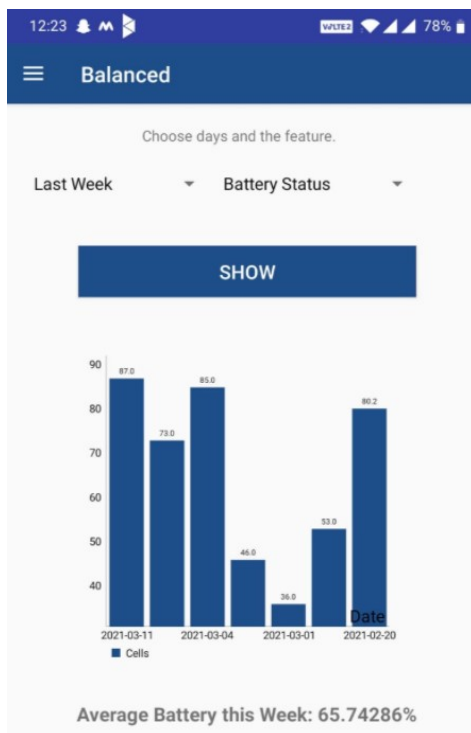 12:23 VoLTE2 78%
Balanced
Choose days and the feature.
Last Week Battery Status
SHOW
90
80
70
60
50
40
87.0
73.0
85.0
46.0
36.0
53.0
80.2
Date
2021-03-11 2021-03-04 2021-03-01 2021-02-20
Cells
Average Battery this Week: 65.74286%